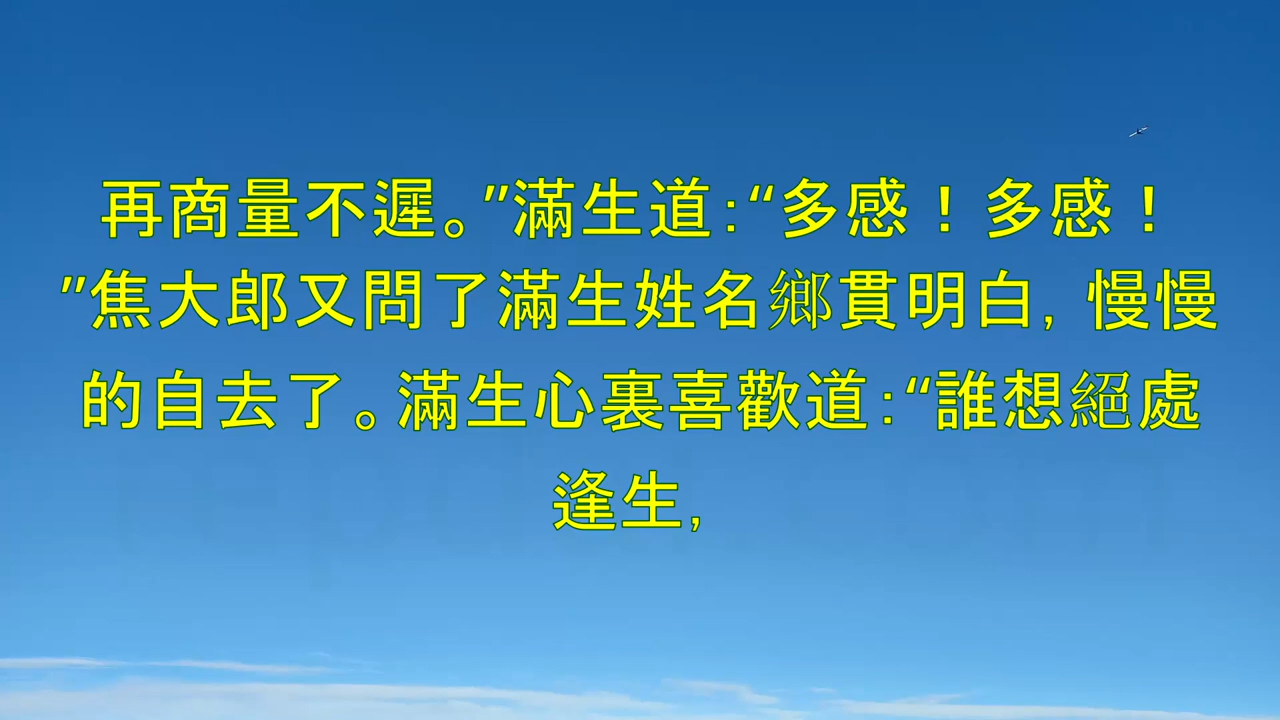 再商量不遲。”滿生道：“多感！多感！
”焦大郎又問了滿生姓名鄉貫明白，慢慢
的自去了。滿生心裏喜歡道：“誰想絕處
逢生，